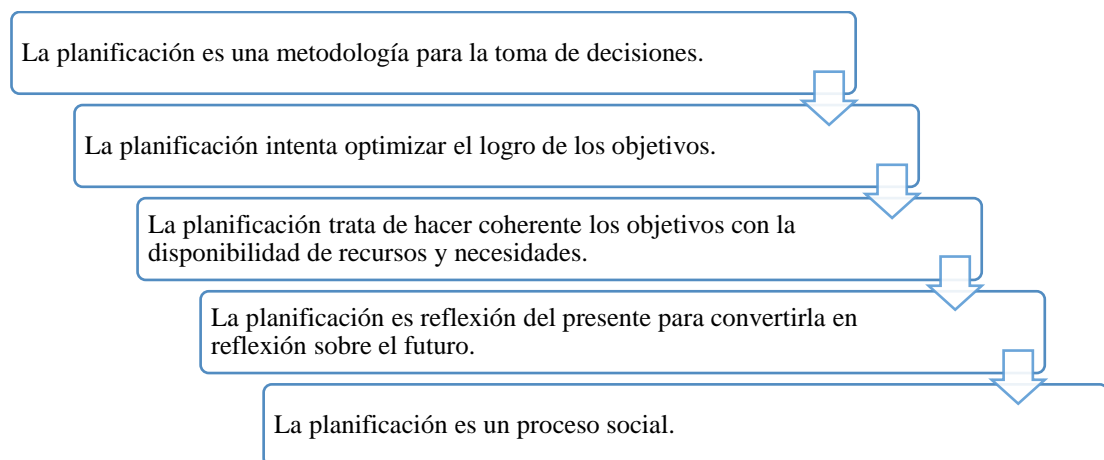 La planificación es una metodología para la toma de decisiones.
La planificación intenta optimizar el logro de los objetivos.
La planificación trata de hacer coherente los objetivos con la
disponibilidad de recursos y necesidades.
La planificación es reflexión del presente para convertirla en
reflexión sobre el futuro.
La planificación es un proceso social.